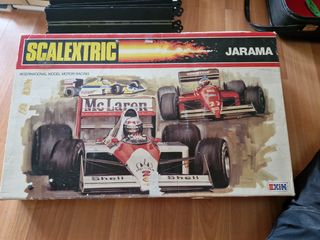 SCALEXTRIC
JARAMA
INTERNATIONAL MODEL MOTOR RACING
McLaren
Shell
Shell
EXIN